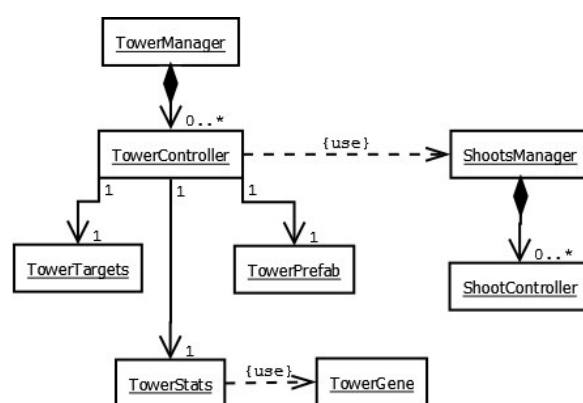 TowerManager
0..*
{use}
TowerController
ShootsManager
1 1 1
1
1
0..*
TowerTargets
TowerPrefab
ShootController
1
{use}
TowerStats
TowerGene